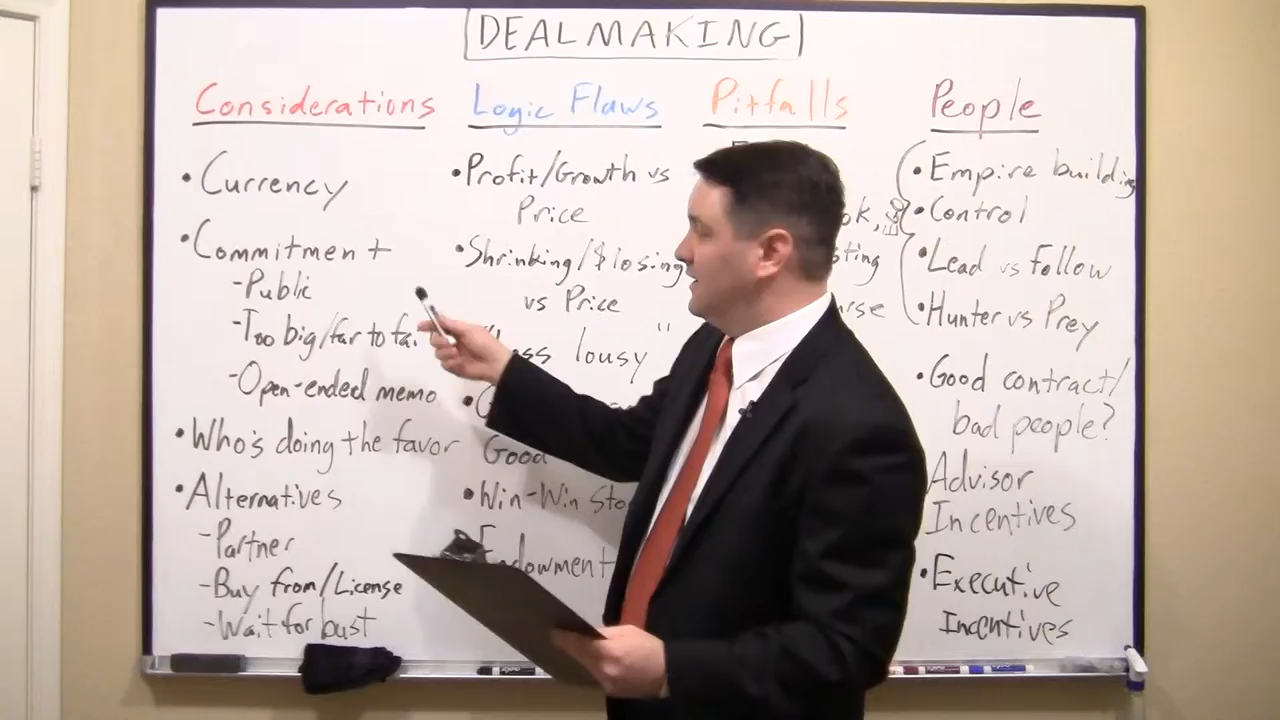 DEALMAKING
Considerations
• Currency
• Commitment
-Public
-Too big/far to fai
-Open-ended memo
• Who's doing the favor
• Alternatives
-Partner
-Buy from/License
-Wait for bust
Logic Flaws
• Profit/Growth vs
Price
• Shrinking/$losing
vs Price
lousy"
Good
• Win-Win
Endowment
Pitfalls
People
• Empire building
• Control
• Lead vs Follow
• Hunter vs Prey
• Good contract/
bad people?
Advisor
Incentives
• Executive
Incentives